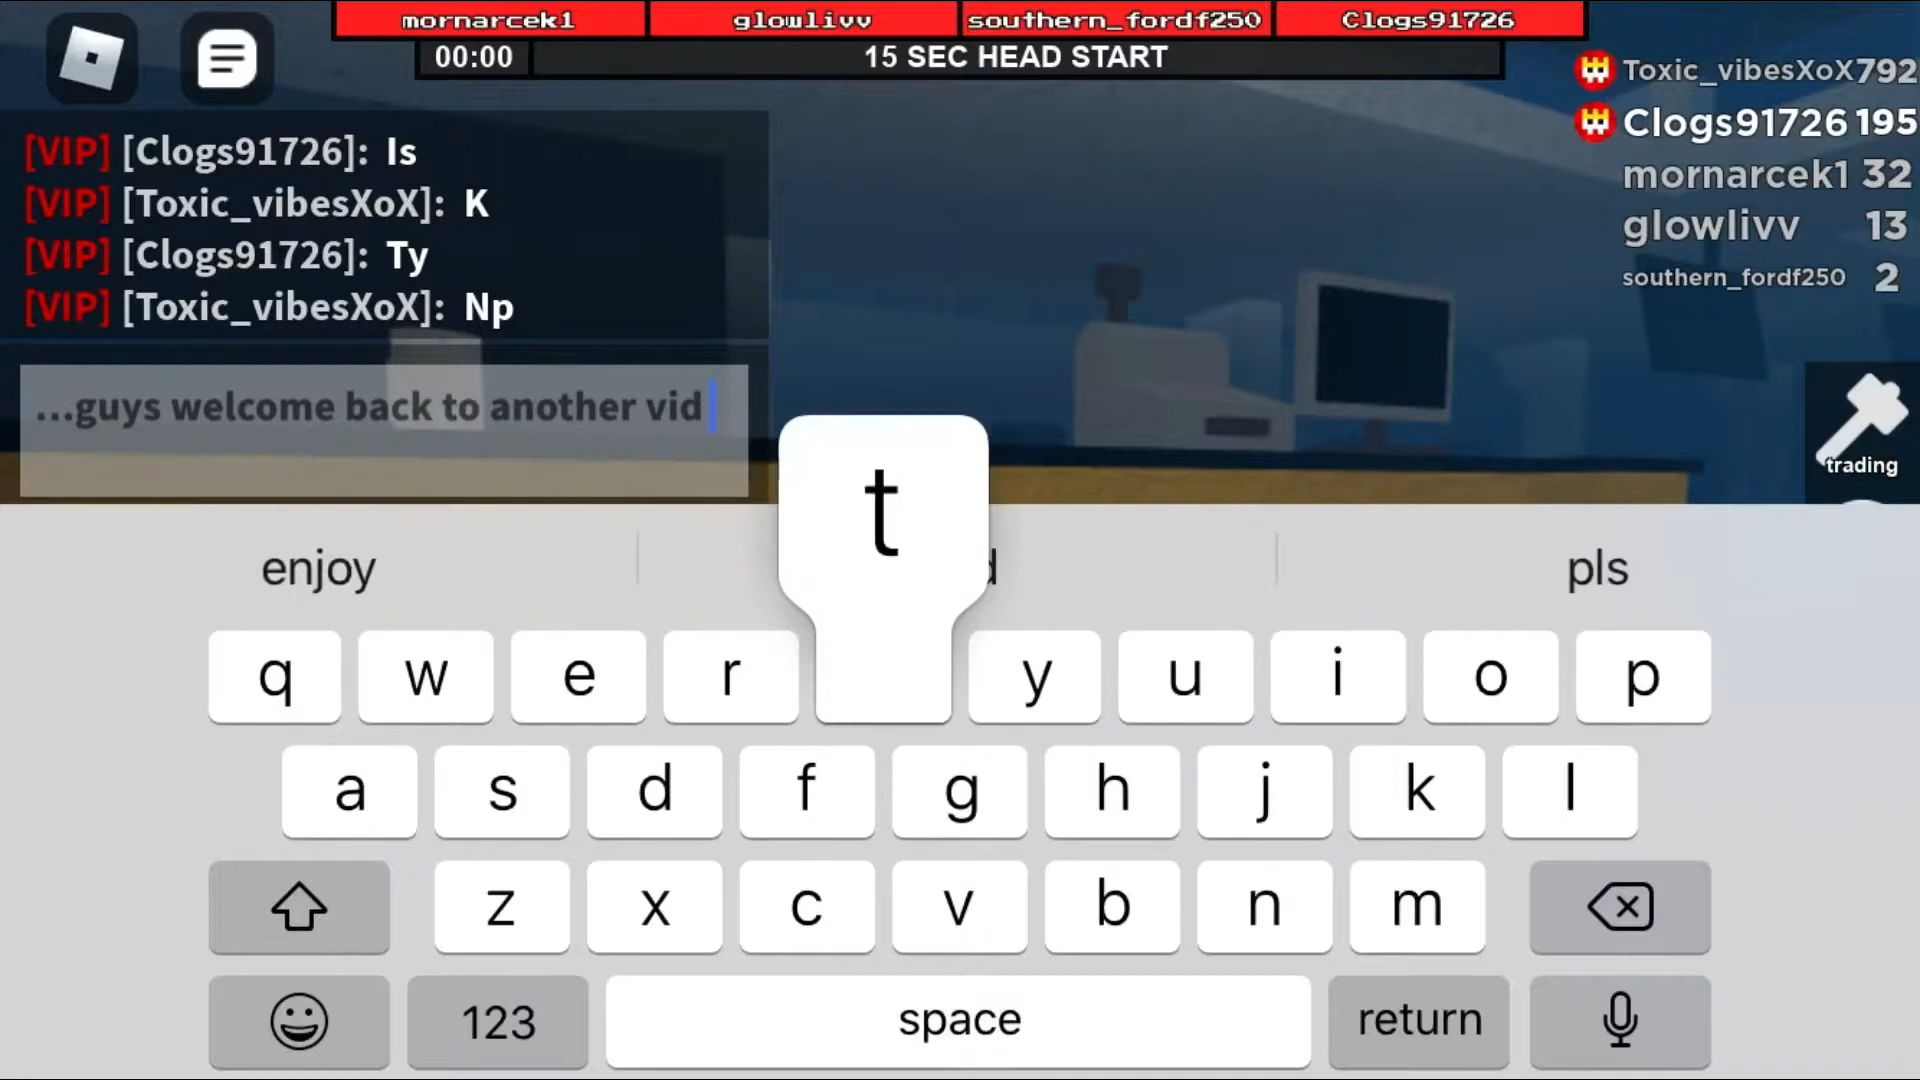 mornarcek1 glowlivv southern_fordf250 Clogs91726
00:00 15 SEC HEAD START
Toxic_vibesXoX 792
Clogs91726 195
mornarcek1 32
glowlivv 13
southern_fordf250 2
[VIP] [Clogs91726]: Is
[VIP] [Toxic_vibesXoX]: K
[VIP] [Clogs91726]: Ty
[VIP] [Toxic_vibesXoX]: Np
...guys welcome back to another vid
trading
t
enjoy pls
q w e r y u i o p
a s d f g h j k l
z x c v b n m
123 space return